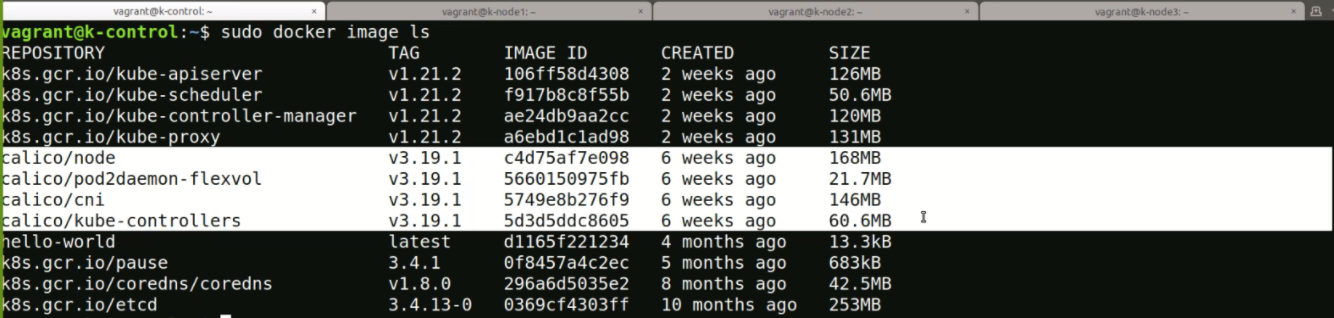 vagrant@k-control: ~ × vagrant@k-node1: ~ × vagrant@k-node2: ~ × vagrant@k-node3: ~ ×
vagrant@k-control:~$ sudo docker image ls
REPOSITORY TAG IMAGE ID CREATED SIZE
k8s.gcr.io/kube-apiserver v1.21.2 106ff58d4308 2 weeks ago 126MB
k8s.gcr.io/kube-scheduler v1.21.2 f917b8c8f55b 2 weeks ago 50.6MB
k8s.gcr.io/kube-controller-manager v1.21.2 ae24db9aa2cc 2 weeks ago 120MB
k8s.gcr.io/kube-proxy v1.21.2 a6ebd1c1ad98 2 weeks ago 131MB
calico/node v3.19.1 c4d75af7e098 6 weeks ago 168MB
calico/pod2daemon-flexvol v3.19.1 5660150975fb 6 weeks ago 21.7MB
calico/cni v3.19.1 5749e8b276f9 6 weeks ago 146MB
calico/kube-controllers v3.19.1 5d3d5ddc8605 6 weeks ago 60.6MB
hello-world latest d1165f221234 4 months ago 13.3kB
k8s.gcr.io/pause 3.4.1 0f8457a4c2ec 5 months ago 683kB
k8s.gcr.io/coredns/coredns v1.8.0 296a6d5035e2 8 months ago 42.5MB
k8s.gcr.io/etcd 3.4.13-0 0369cf4303ff 10 months ago 253MB